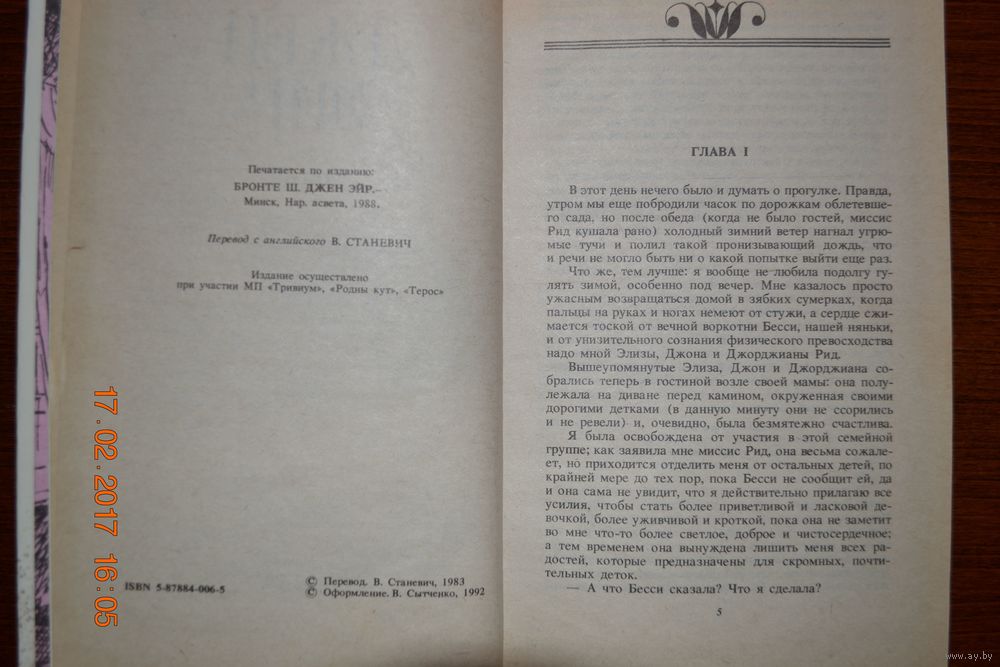 Печатается по изданию:
БРОНТЕ Ш. ДЖЕН ЭЙР.—
Минск, Нар. асвета, 1988.
Перевод с английского В. СТАНЕВИЧ
Издание осуществлено
при участии МП «Тривиум», «Родны кут», «Терос»
ISBN 5-87884-006-5
© Перевод. В. Станевич, 1983
© Оформление. В. Сытченко, 1992
17.02.2017 16:05
ГЛАВА I
В этот день нечего было и думать о прогулке. Правда,
утром мы еще побродили часок по дорожкам облетевше-
го сада, но после обеда (когда не было гостей, миссис
Рид кушала рано) холодный зимний ветер нагнал угрю-
мые тучи и полил такой пронизывающий дождь, что
и речи не могло быть ни о какой попытке выйти еще раз.
Что же, тем лучше: я вообще не любила подолгу гу-
лять зимой, особенно под вечер. Мне казалось просто
ужасным возвращаться домой в зябких сумерках, когда
пальцы на руках и ногах немеют от стужи, а сердце сжи-
мается тоской от вечной воркотни Бесси, нашей няньки,
и от унизительного сознания физического превосходства
надо мной Элизы, Джона и Джорджианы Рид.
Вышеупомянутые Элиза, Джон и Джорджиана со-
брались теперь в гостиной возле своей мамы: она полу-
лежала на диване перед камином, окруженная своими
дорогими детками (в данную минуту они не ссорились
и не ревели) и, очевидно, была безмятежно счастлива.
Я была освобождена от участия в этой семейной
группе; как заявила мне миссис Рид, она весьма сожале-
ет, но приходится отделить меня от остальных детей, по
крайней мере до тех пор, пока Бесси не сообщит ей, да
и она сама не увидит, что я действительно прилагаю все
усилия, чтобы стать более приветливой и ласковой де-
вочкой, более уживчивой и кроткой, пока она не заметит
во мне что-то более светлое, доброе и чистосердечное;
а тем временем она вынуждена лишить меня всех ра-
достей, которые предназначены для скромных, почти-
тельных деток.
— А что Бесси сказала? Что я сделала?
5
www.ay.by